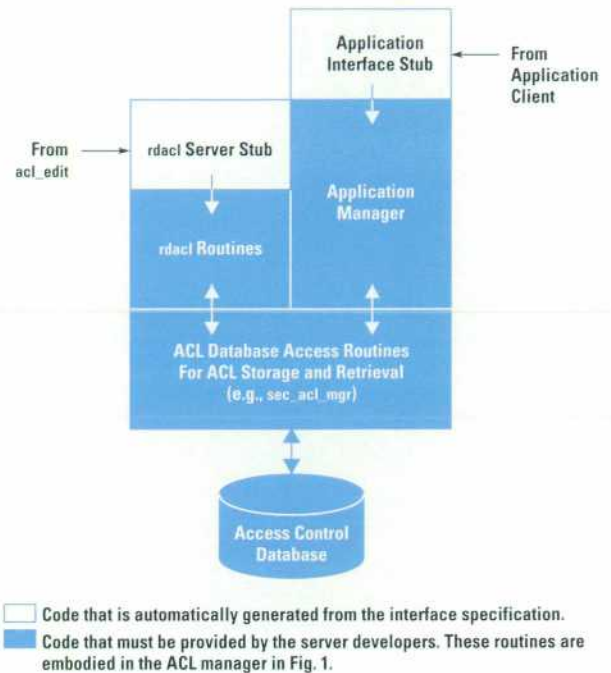 Application
Interface Stub
From
Application
Client
From
acl_edit
rdacl Server Stub
Application
Manager
rdacl Routines
ACL Database Access Routines
For ACL Storage and Retrieval
(e.g., sec_acl_mgr)
Access Control
Database
Code that is automatically generated from the interface specification.
Code that must be provided by the server developers. These routines are
embodied in the ACL manager in Fig. 1.